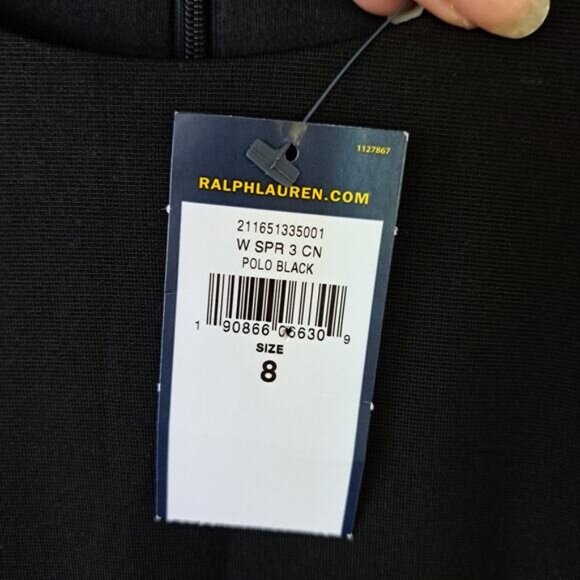 1127867
RALPHLAUREN.COM
211651335001
W SPR 3 CN
POLO BLACK
1 90866 06630 9
SIZE
8